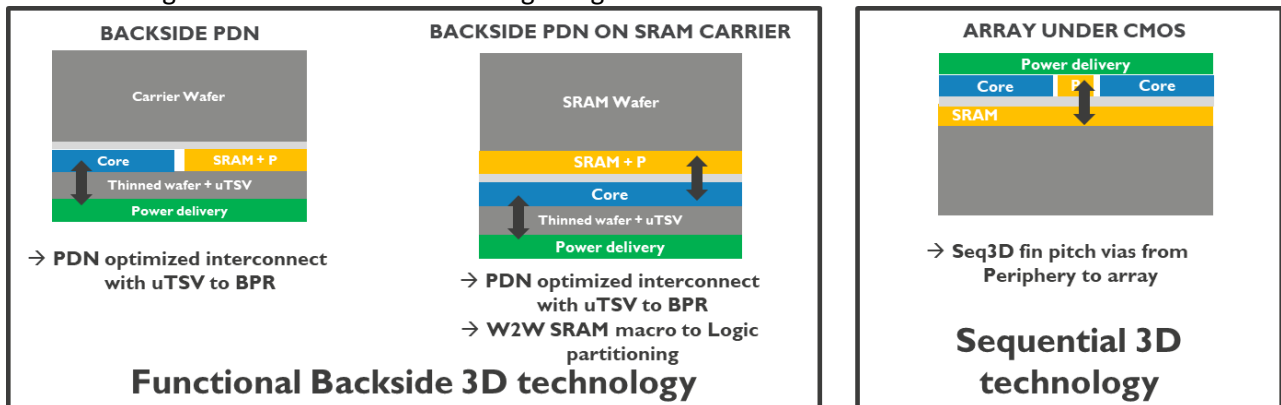 BACKSIDE PDN
Carrier Wafer
Core
SRAM + P
Thinned wafer + uTSV
Power delivery
→ PDN optimized interconnect
with uTSV to BPR
BACKSIDE PDN ON SRAM CARRIER
SRAM Wafer
SRAM + P
Core
Thinned wafer + uTSV
Power delivery
→ PDN optimized interconnect
with uTSV to BPR
→ W2W SRAM macro to Logic
partitioning
Functional Backside 3D technology
ARRAY UNDER CMOS
Power delivery
Core
P
Core
SRAM
→ Seq3D fin pitch vias from
Periphery to array
Sequential 3D
technology